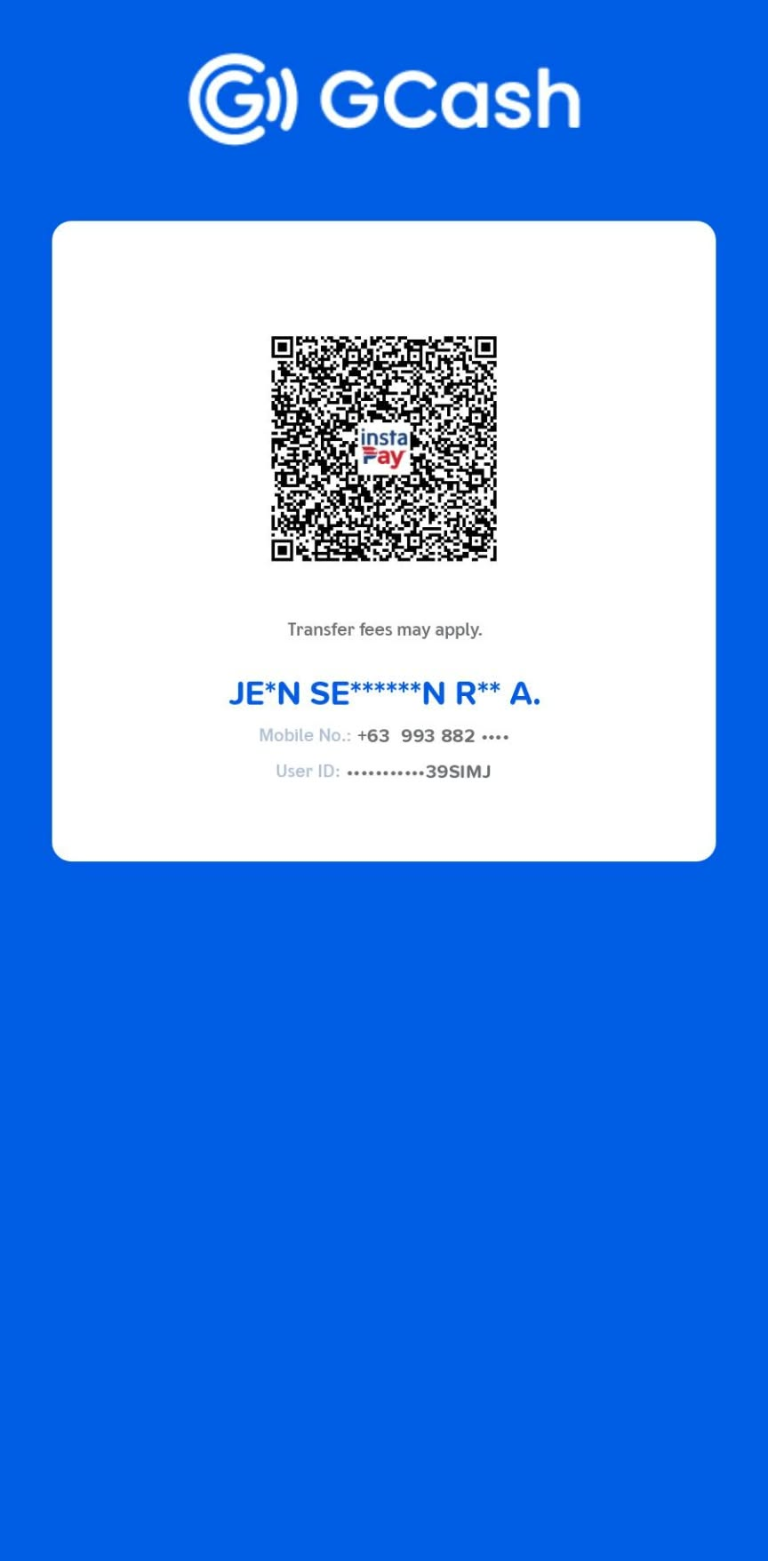 GCash
insta
Pay
Transfer fees may apply.
JE*N SE******N R** A.
Mobile No.: +63 993 882 ••••
User ID: •••••••••••39SIMJ